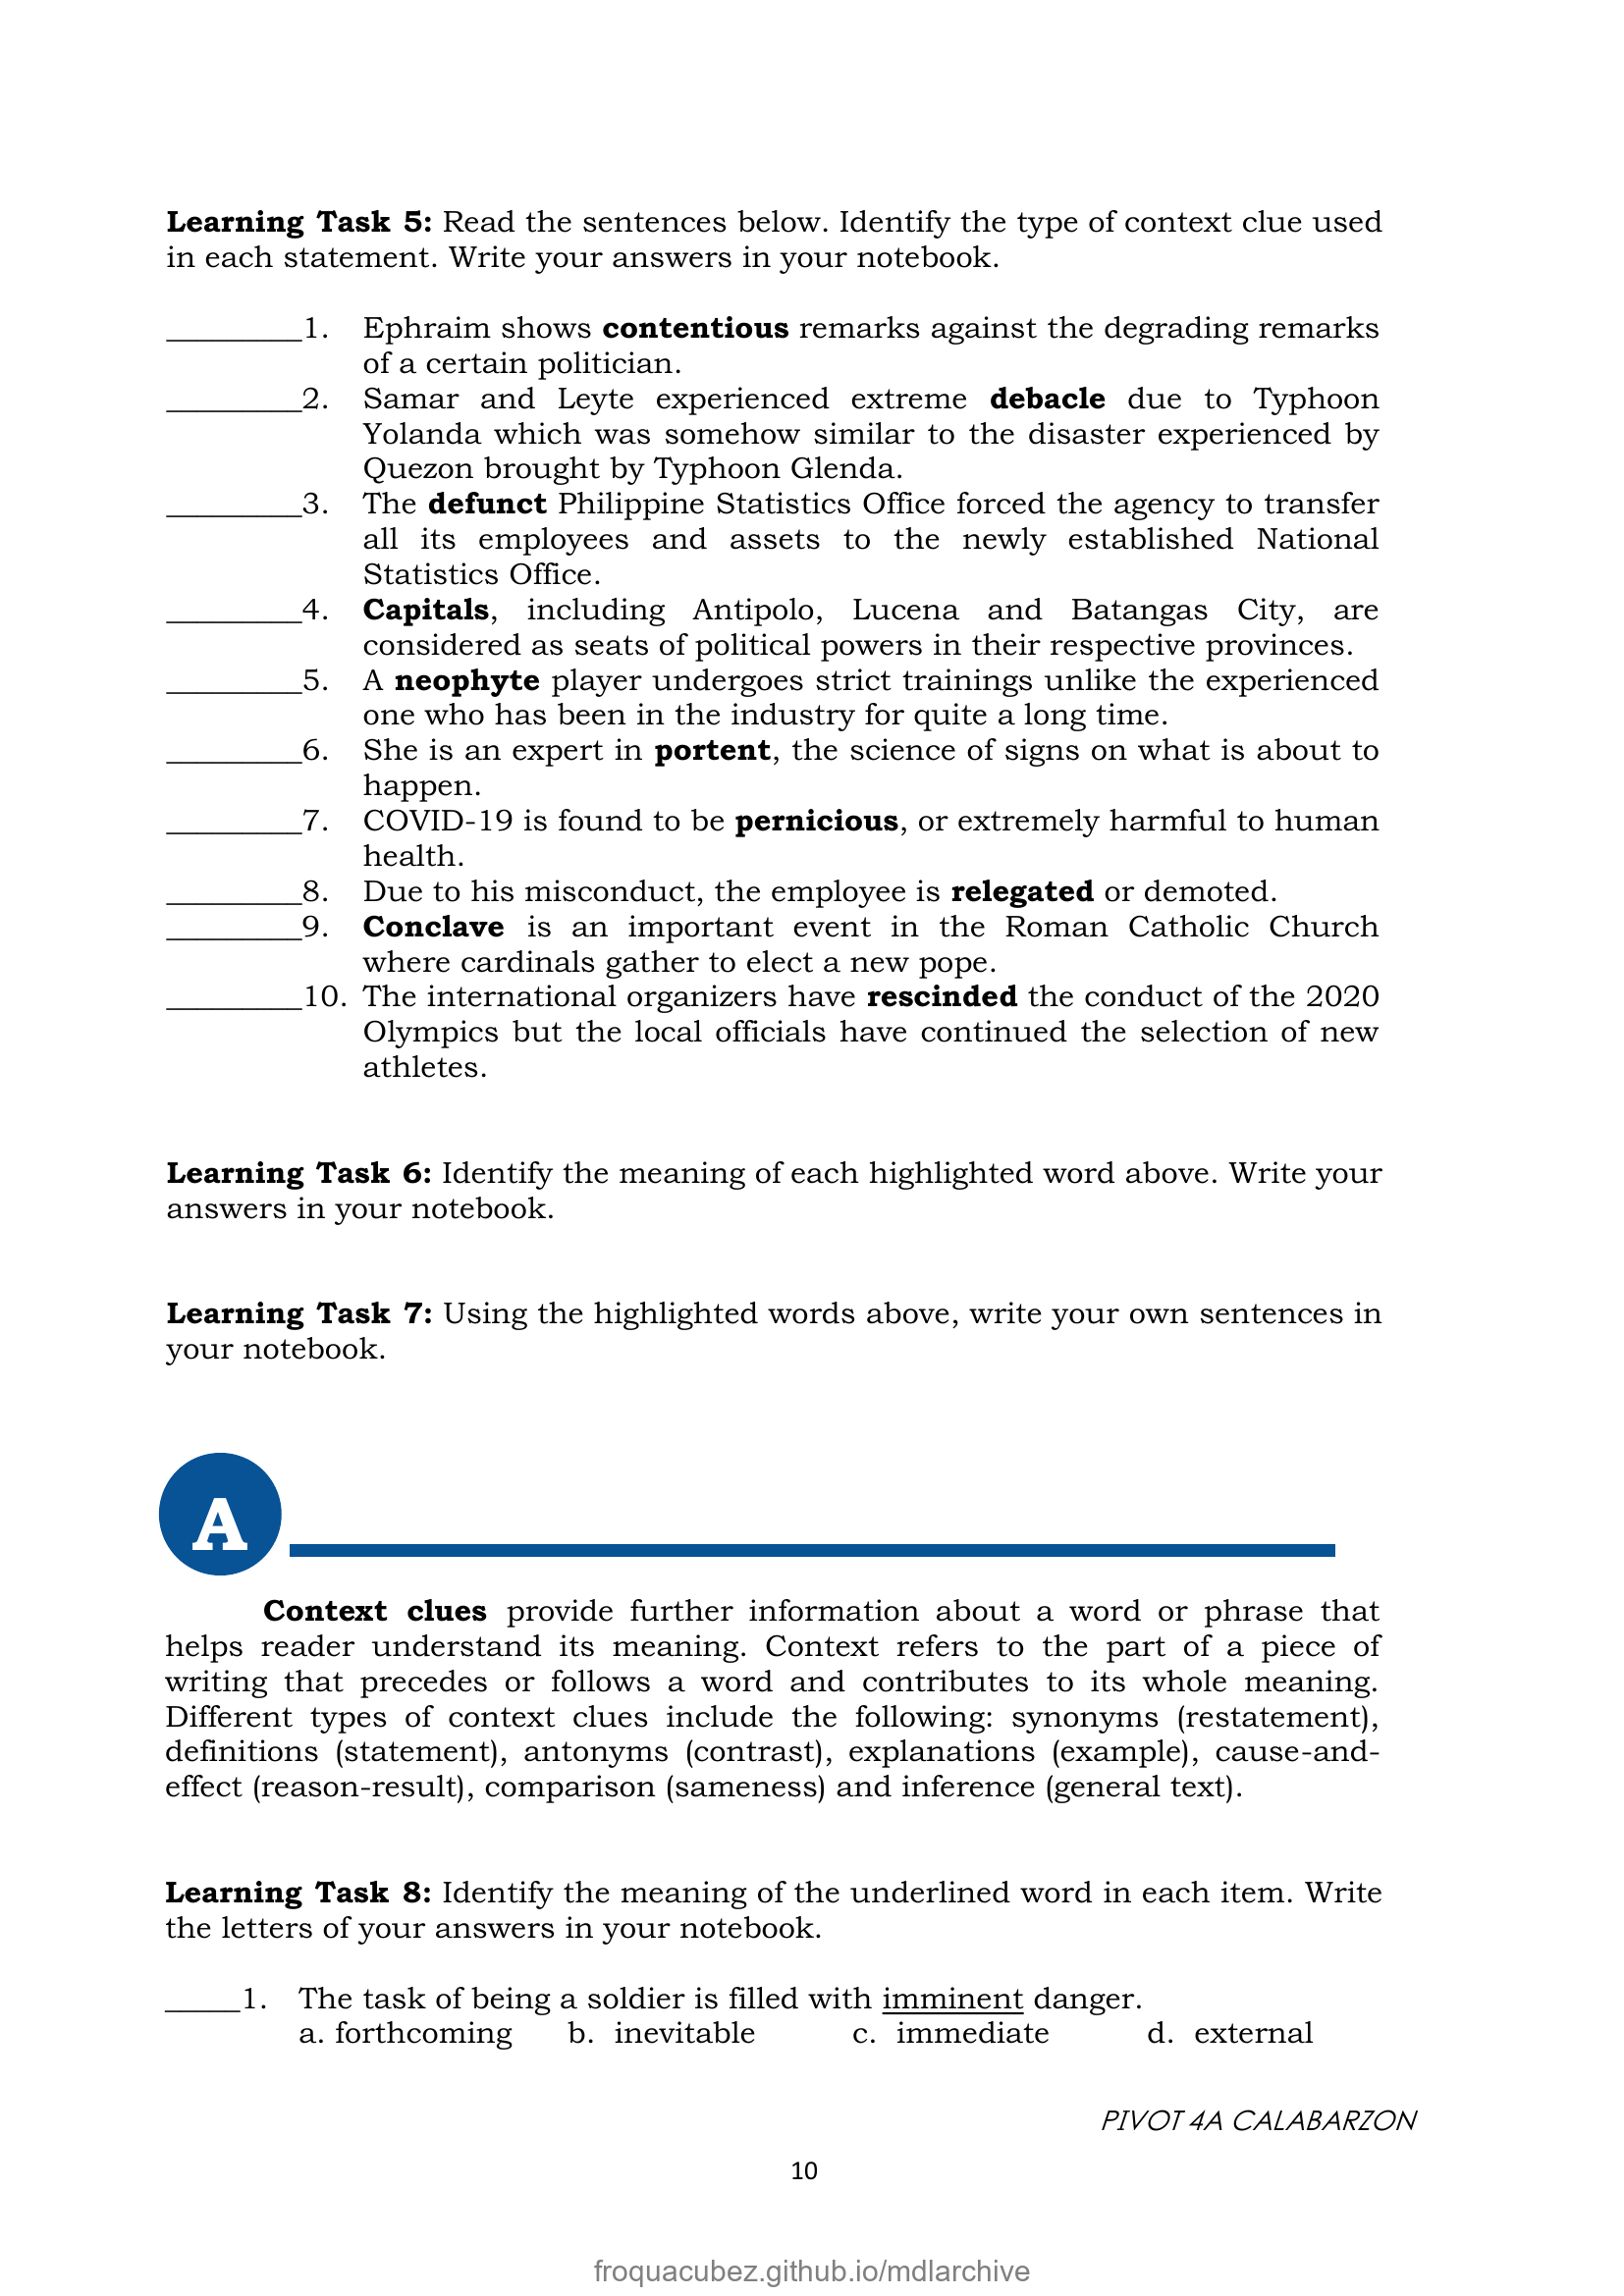 Learning Task 5: Read the sentences below. Identify the type of context clue used
in each statement. Write your answers in your notebook.
_________1. Ephraim shows contentious remarks against the degrading remarks
of a certain politician.
_________2. Samar and Leyte experienced extreme debacle due to Typhoon
Yolanda which was somehow similar to the disaster experienced by
Quezon brought by Typhoon Glenda.
_________3. The defunct Philippine Statistics Office forced the agency to transfer
all its employees and assets to the newly established National
Statistics Office.
_________4. Capitals, including Antipolo, Lucena and Batangas City, are
considered as seats of political powers in their respective provinces.
_________5. A neophyte player undergoes strict trainings unlike the experienced
one who has been in the industry for quite a long time.
_________6. She is an expert in portent, the science of signs on what is about to
happen.
_________7. COVID-19 is found to be pernicious, or extremely harmful to human
health.
_________8. Due to his misconduct, the employee is relegated or demoted.
_________9. Conclave is an important event in the Roman Catholic Church
where cardinals gather to elect a new pope.
_________10. The international organizers have rescinded the conduct of the 2020
Olympics but the local officials have continued the selection of new
athletes.
Learning Task 6: Identify the meaning of each highlighted word above. Write your
answers in your notebook.
Learning Task 7: Using the highlighted words above, write your own sentences in
your notebook.
A
Context clues provide further information about a word or phrase that
helps reader understand its meaning. Context refers to the part of a piece of
writing that precedes or follows a word and contributes to its whole meaning.
Different types of context clues include the following: synonyms (restatement),
definitions (statement), antonyms (contrast), explanations (example), cause-and-
effect (reason-result), comparison (sameness) and inference (general text).
Learning Task 8: Identify the meaning of the underlined word in each item. Write
the letters of your answers in your notebook.
_____1. The task of being a soldier is filled with imminent danger.
a. forthcoming b. inevitable c. immediate d. external
PIVOT 4A CALABARZON
10
froquacubez.github.io/mdlarchive